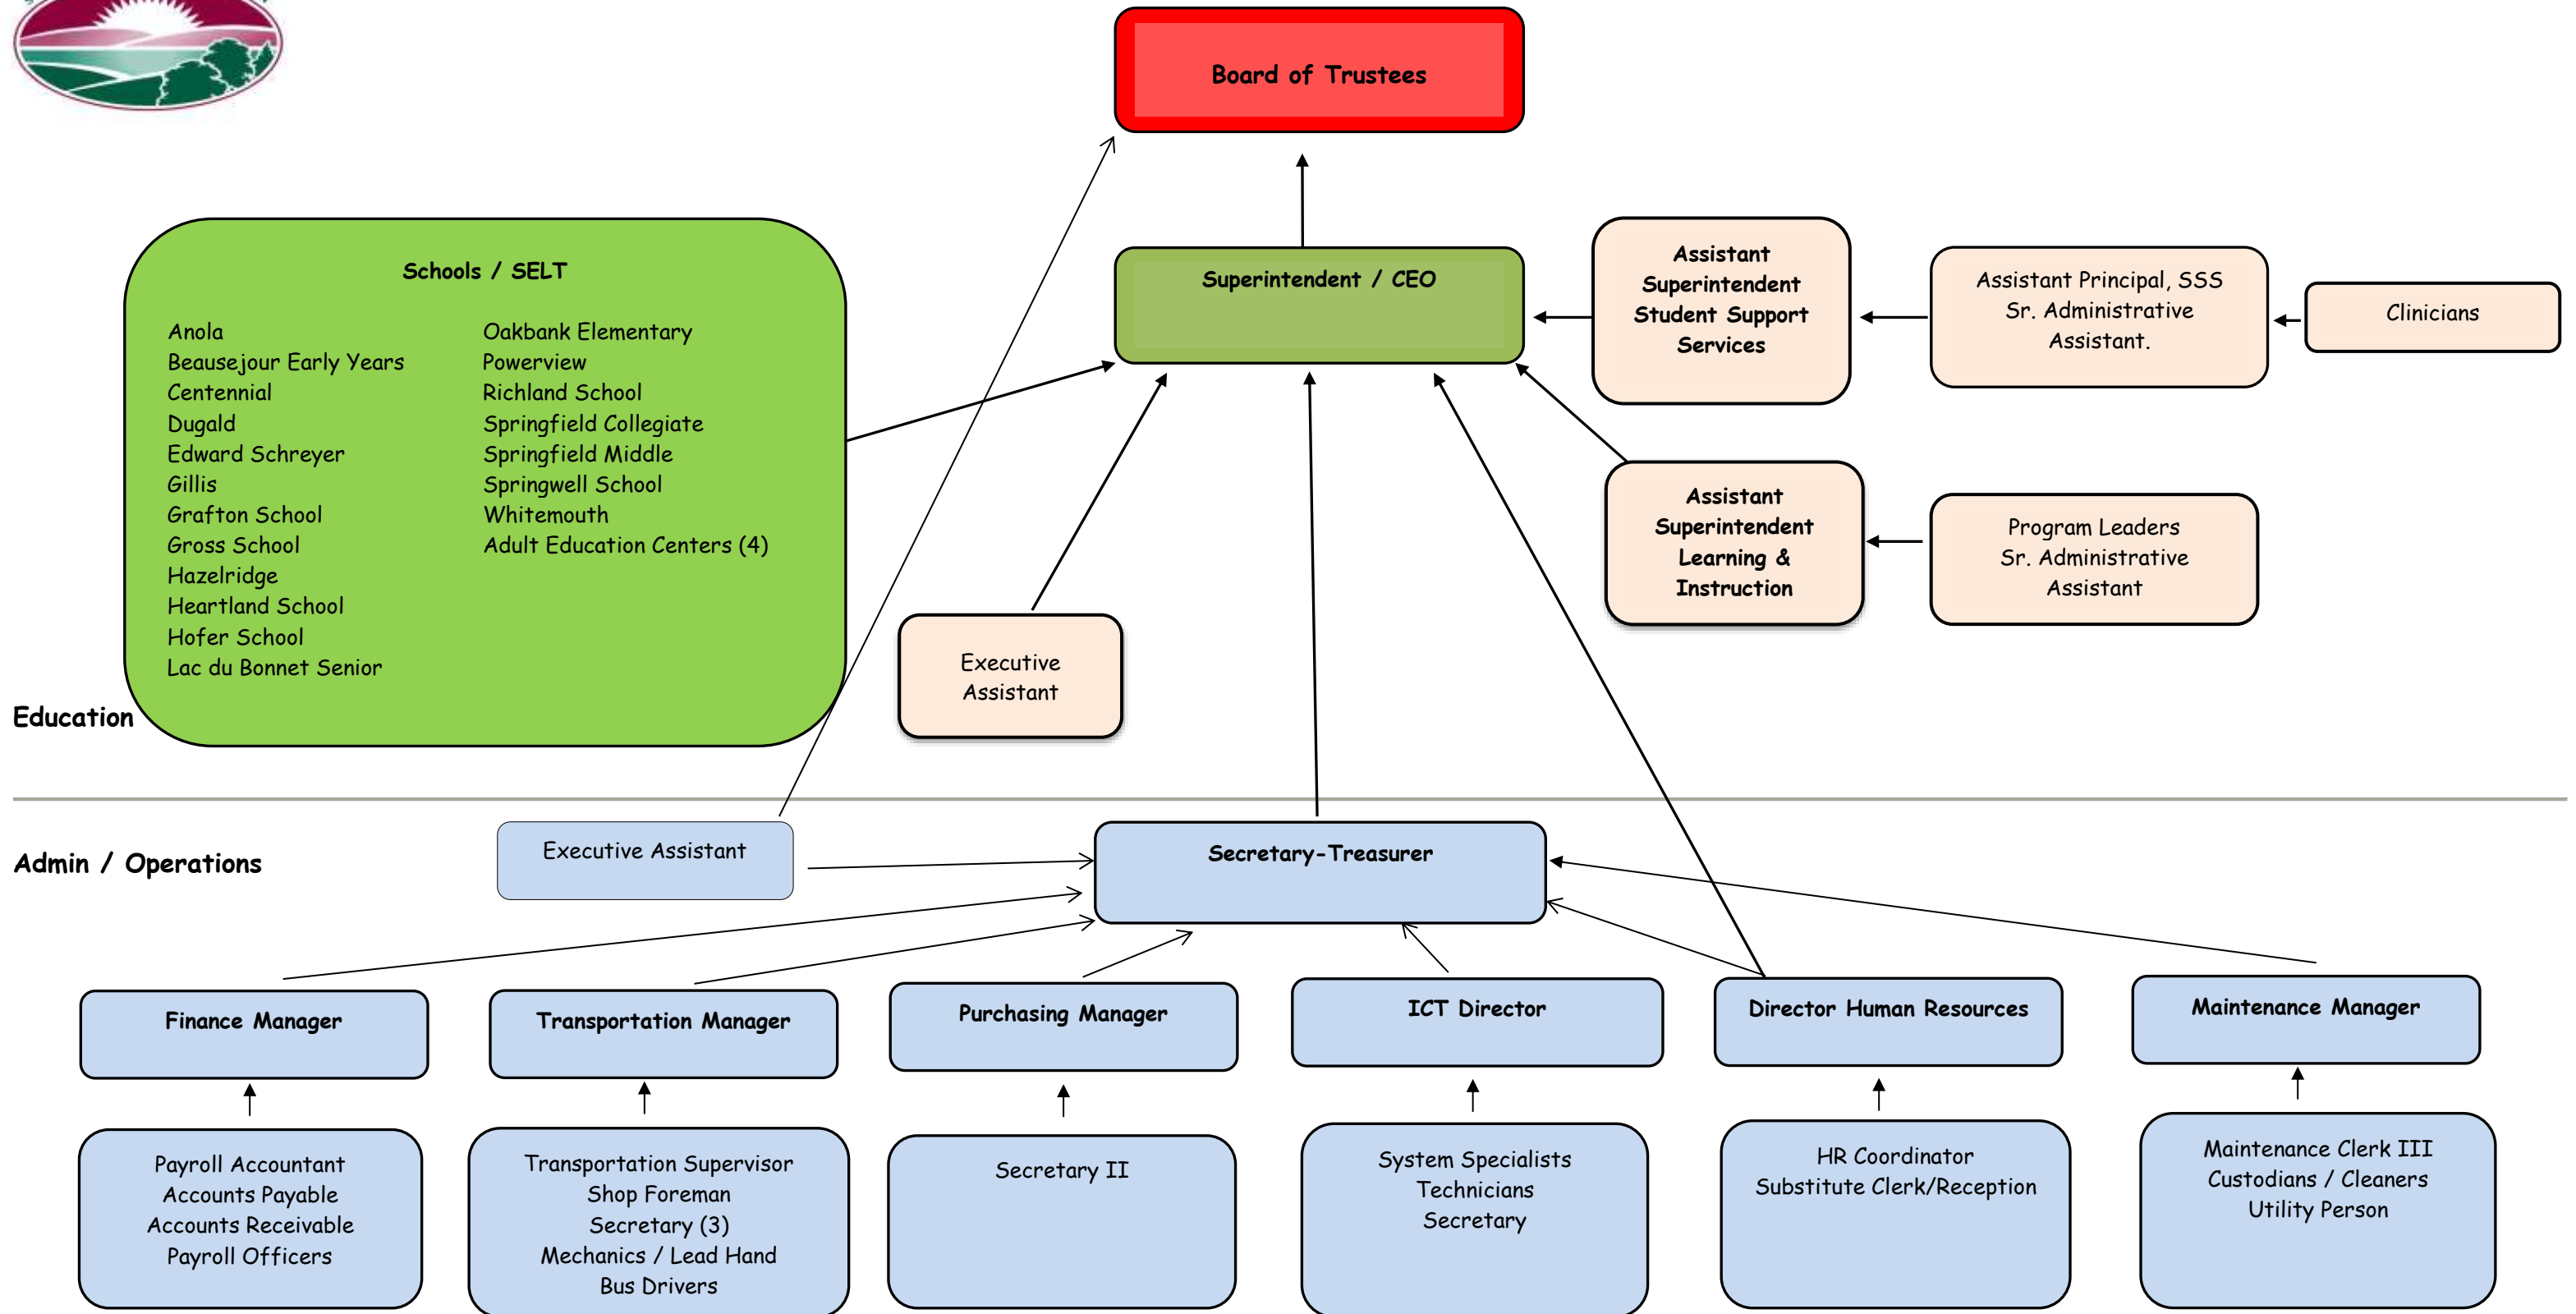 Board of Trustees
Schools / SELT
Anola
Beausejour Early Years
Centennial
Dugald
Edward Schreyer
Gillis
Grafton School
Gross School
Hazelridge
Heartland School
Hofer School
Lac du Bonnet Senior
Oakbank Elementary
Powerview
Richland School
Springfield Collegiate
Springfield Middle
Springwell School
Whitemouth
Adult Education Centers (4)
Superintendent / CEO
Assistant
Superintendent
Student Support
Services
Assistant Principal, SSS
Sr. Administrative
Assistant.
Clinicians
Assistant
Superintendent
Learning &
Instruction
Program Leaders
Sr. Administrative
Assistant
Executive
Assistant
Education
Admin / Operations
Executive Assistant
Secretary-Treasurer
Finance Manager
Transportation Manager
Purchasing Manager
ICT Director
Director Human Resources
Maintenance Manager
Payroll Accountant
Accounts Payable
Accounts Receivable
Payroll Officers
Transportation Supervisor
Shop Foreman
Secretary (3)
Mechanics / Lead Hand
Bus Drivers
Secretary II
System Specialists
Technicians
Secretary
HR Coordinator
Substitute Clerk/Reception
Maintenance Clerk III
Custodians / Cleaners
Utility Person